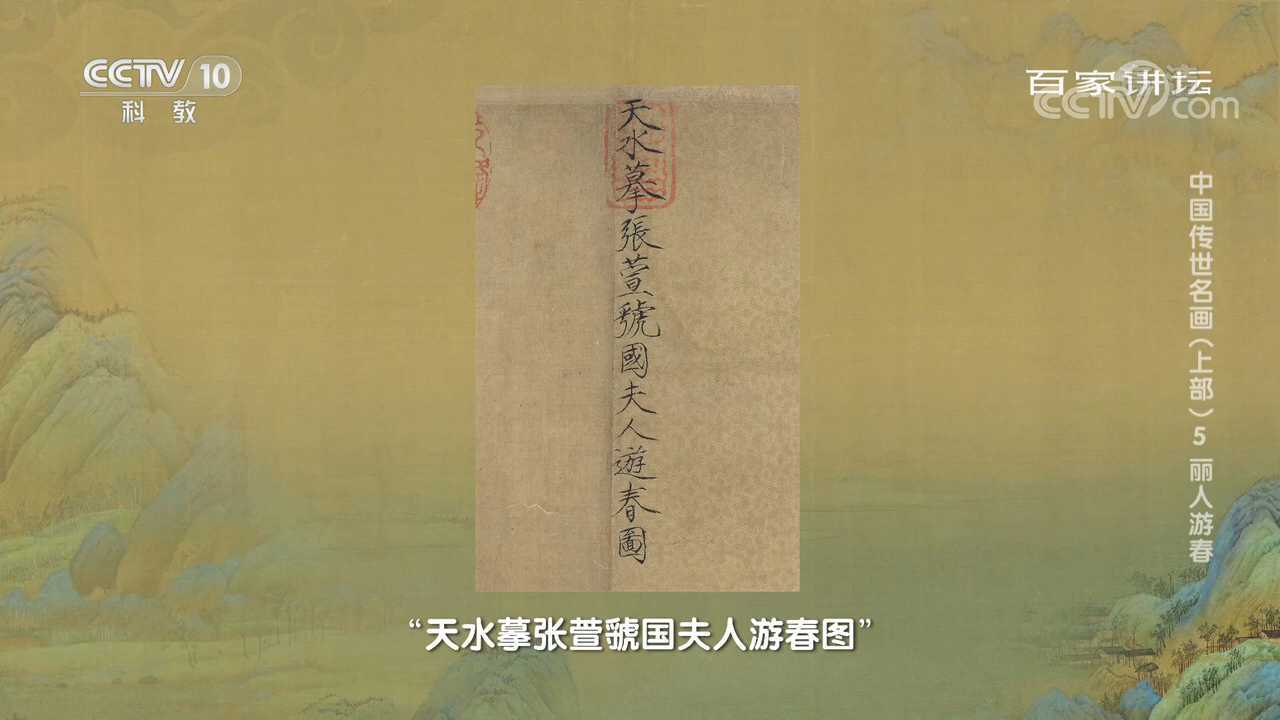 CCTV 10
科教
百家讲坛
CCTV.com
中国传世名画(上部)5 丽人游春
天水摹張萱虢國夫人遊春圖
“天水摹张萱虢国夫人游春图”